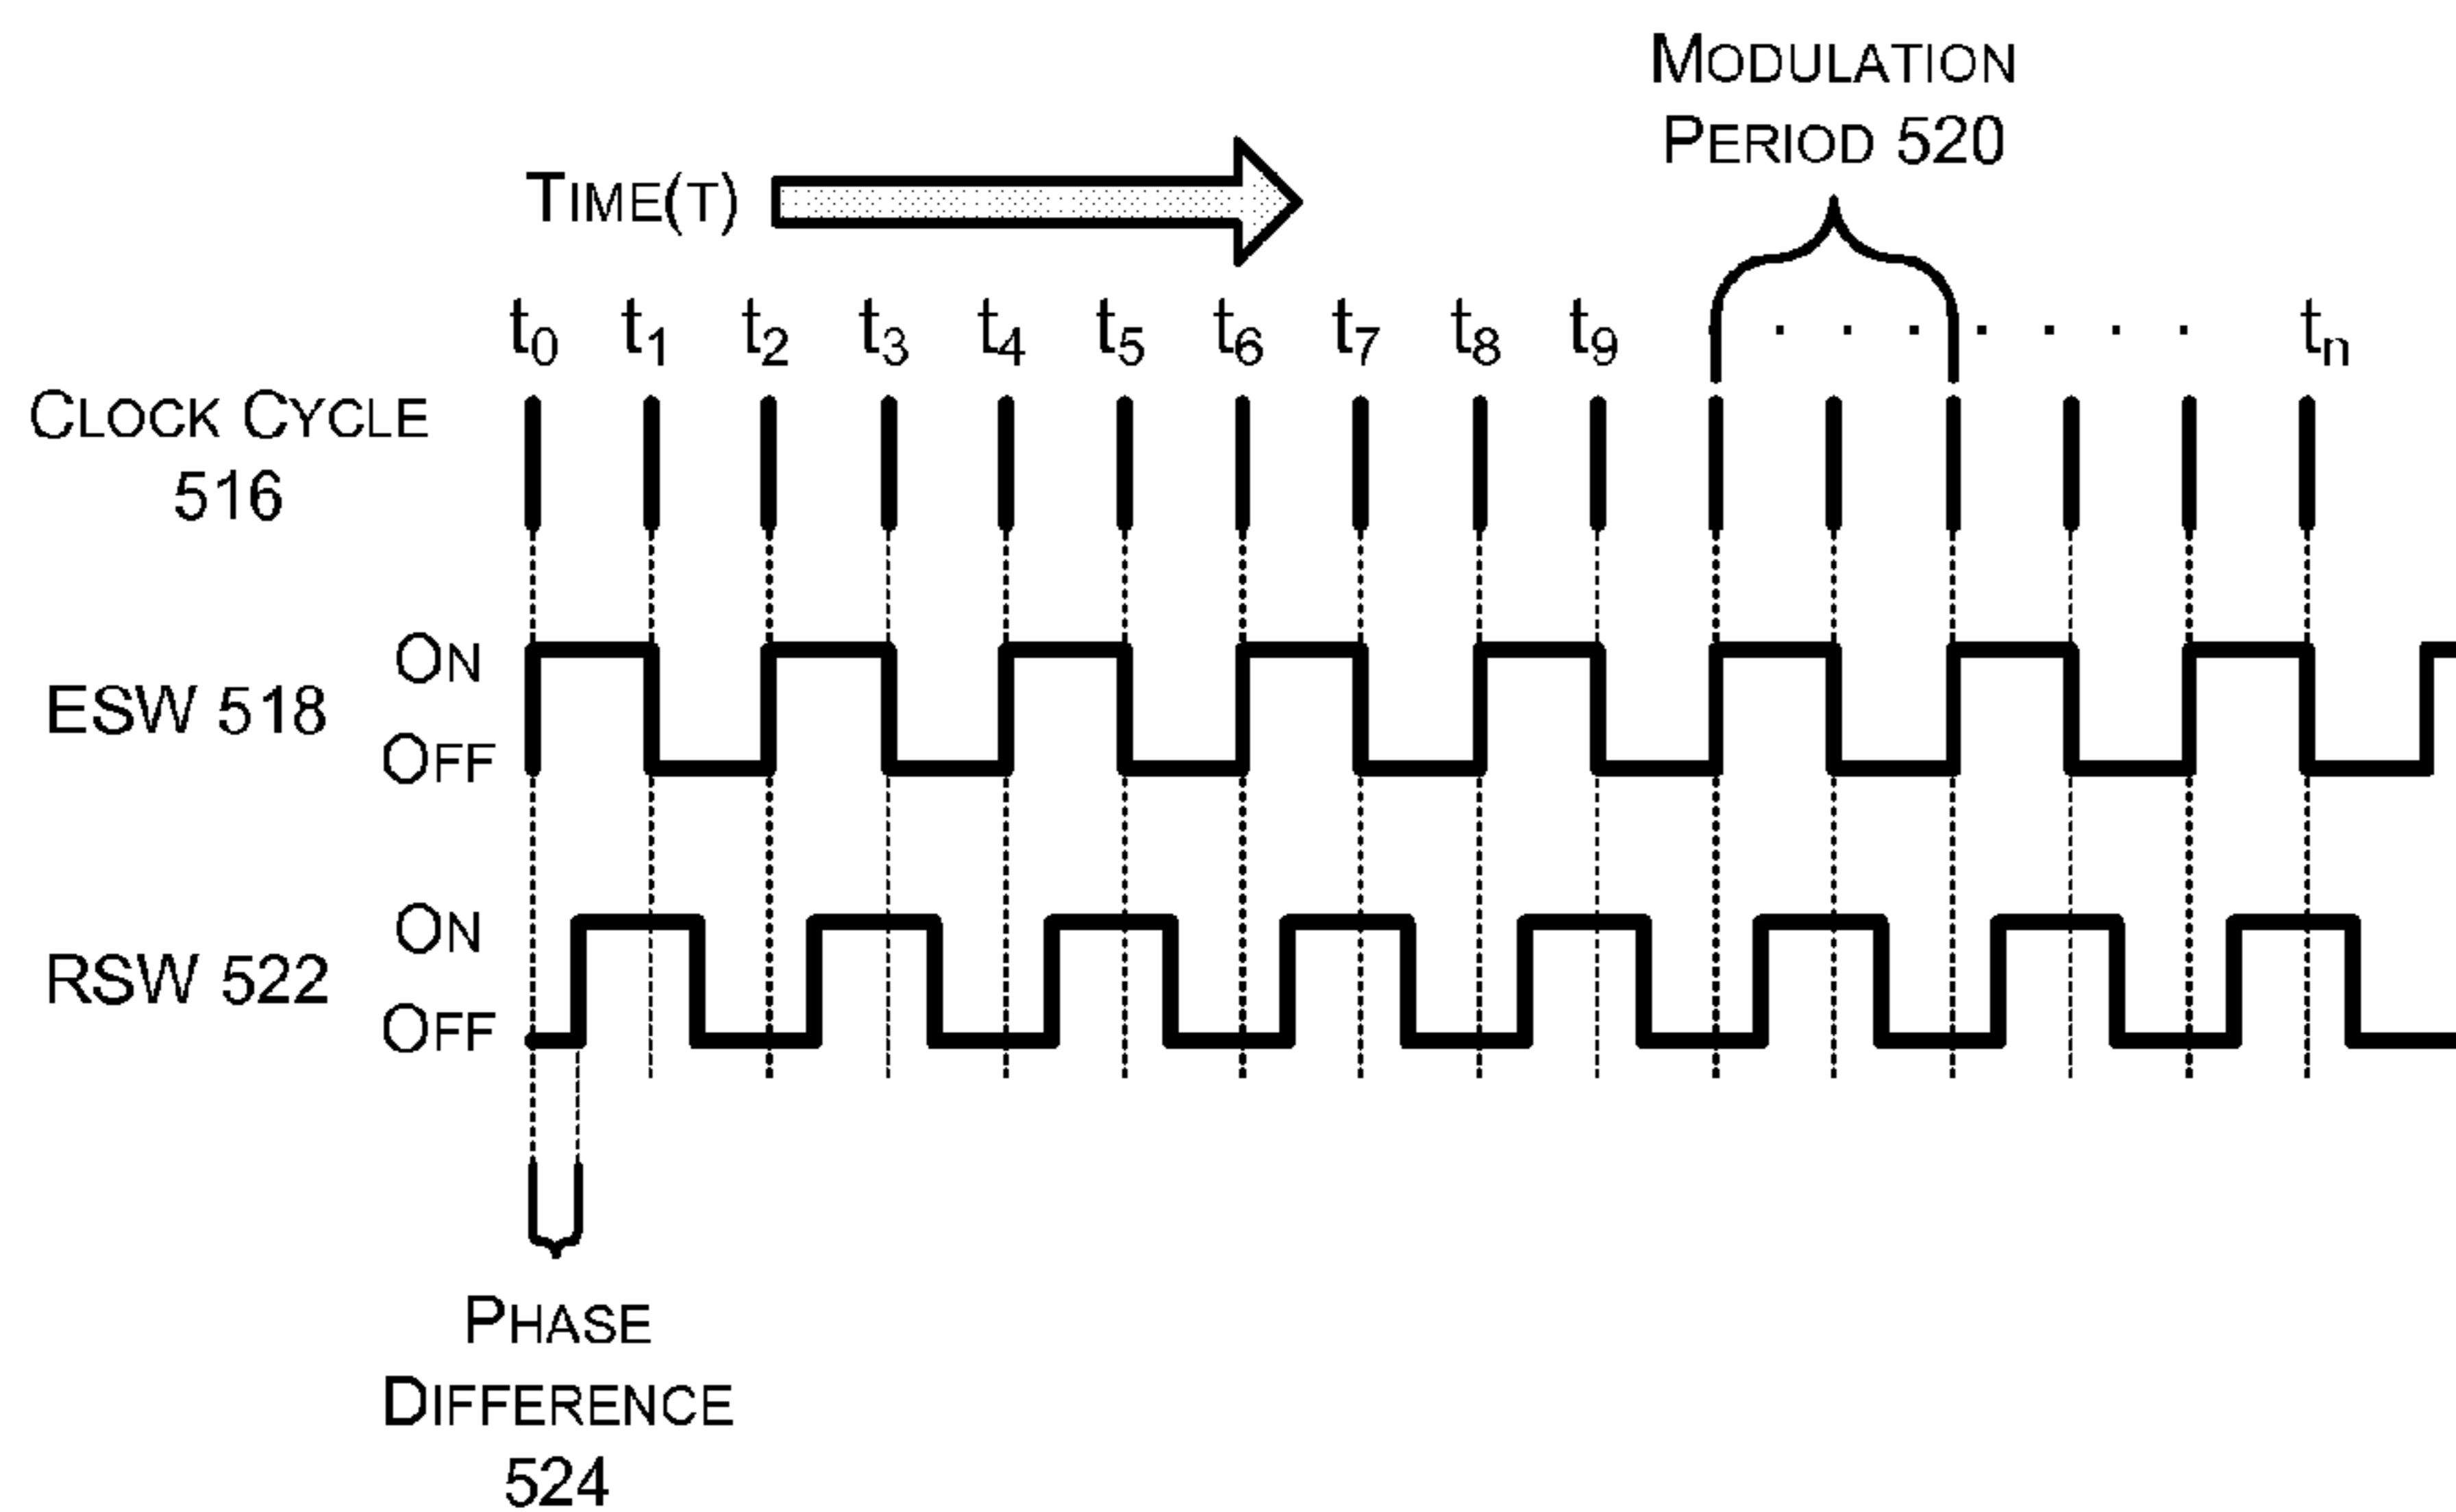 MODULATION
PERIOD 520
TIME(T)
t0 t1 t2 t3 t4 t5 t6 t7 t8 t9 . . . . . . . . tn
CLOCK CYCLE
516
ON
ESW 518
OFF
ON
RSW 522
OFF
PHASE
DIFFERENCE
524